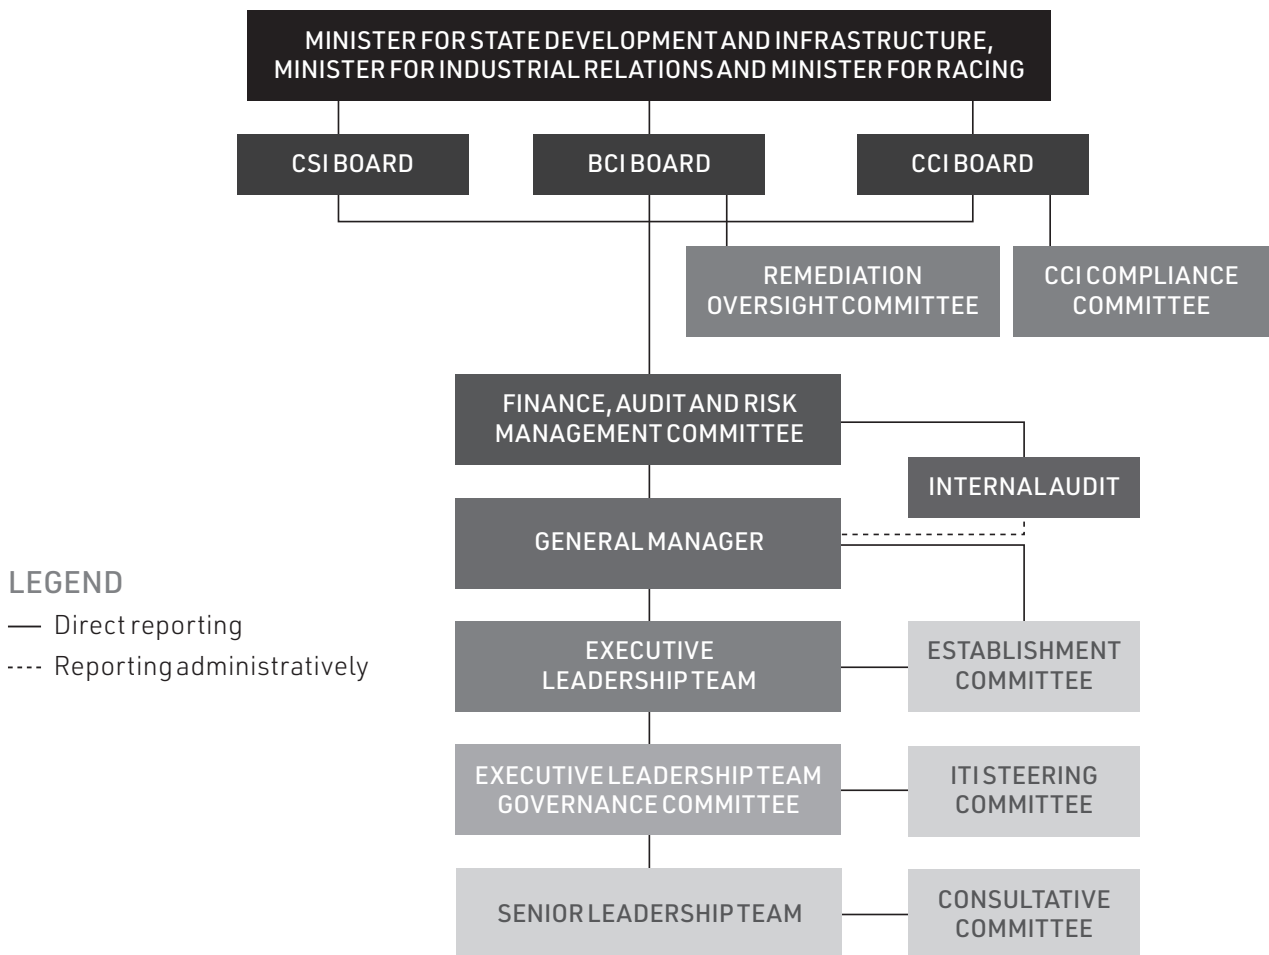 MINISTER FOR STATE DEVELOPMENT AND INFRASTRUCTURE,
MINISTER FOR INDUSTRIAL RELATIONS AND MINISTER FOR RACING
CSI BOARD
BCI BOARD
CCI BOARD
REMEDIATION
OVERSIGHT COMMITTEE
CCI COMPLIANCE
COMMITTEE
FINANCE, AUDIT AND RISK
MANAGEMENT COMMITTEE
INTERNAL AUDIT
GENERAL MANAGER
LEGEND
Direct reporting
Reporting administratively
EXECUTIVE
LEADERSHIP TEAM
ESTABLISHMENT
COMMITTEE
EXECUTIVE LEADERSHIP TEAM
GOVERNANCE COMMITTEE
ITI STEERING
COMMITTEE
SENIOR LEADERSHIP TEAM
CONSULTATIVE
COMMITTEE